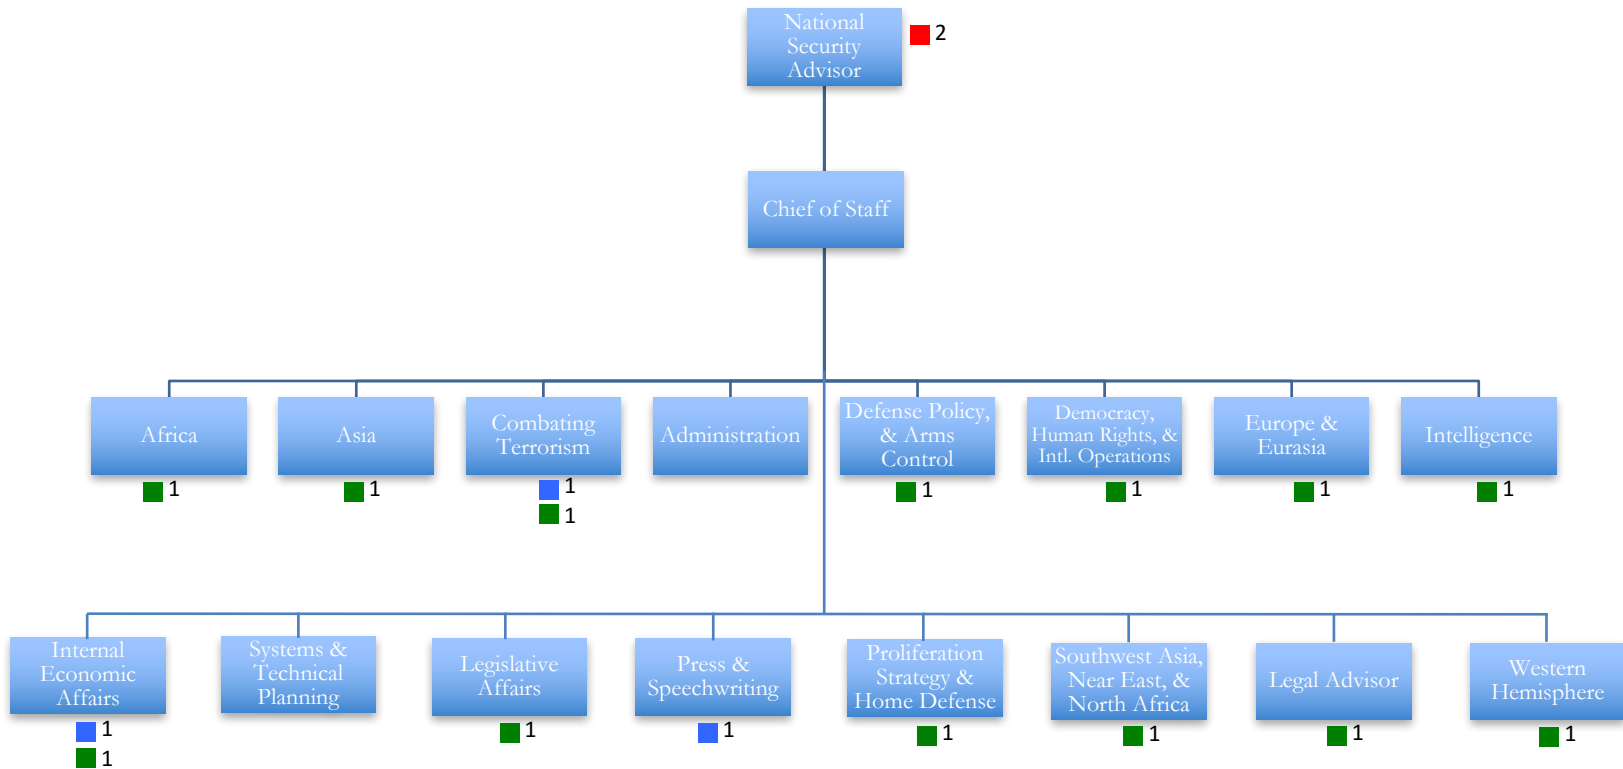 National
Security
Advisor
2
Chief of Staff
Africa
Asia
Combating
Terrorism
Administration
Defense Policy,
& Arms
Control
Democracy,
Human Rights, &
Intl. Operations
Europe &
Eurasia
Intelligence
1
1
1
1
1
1
1
1
Internal
Economic
Affairs
Systems &
Technical
Planning
Legislative
Affairs
Press &
Speechwriting
Proliferation
Strategy &
Home Defense
Southwest Asia,
Near East, &
North Africa
Legal Advisor
Western
Hemisphere
1
1
1
1
1
1
1
1